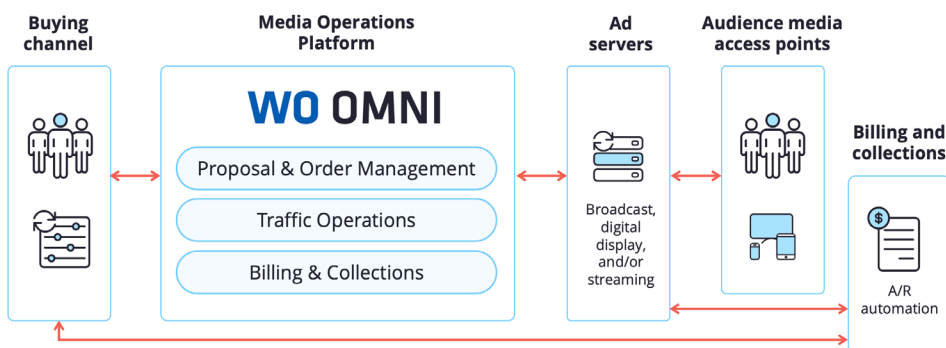 Buying
channel
Media Operations
Platform
Ad
servers
Audience media
access points
WO OMNI
Proposal & Order Management
Traffic Operations
Billing & Collections
Broadcast,
digital
display,
and/or
streaming
Billing and
collections
$
A/R
automation